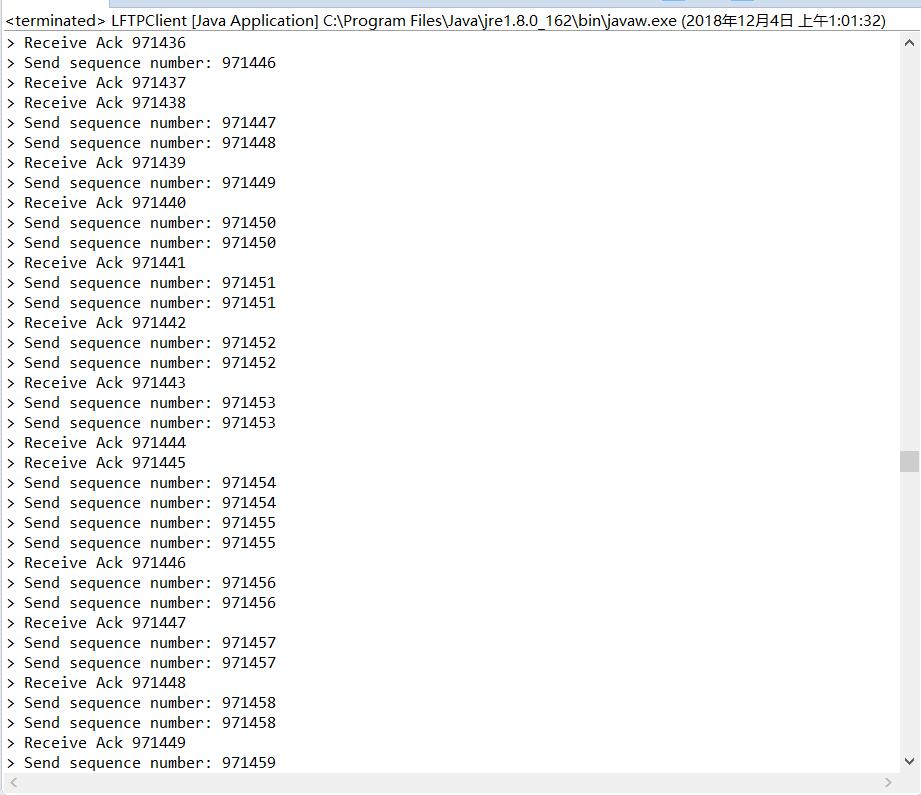 <terminated> LFTPClient [Java Application] C:\Program Files\Java\jre1.8.0_162\bin\javaw.exe (2018年12月4日 上午1:01:32)
> Receive Ack 971436
> Send sequence number: 971446
> Receive Ack 971437
> Receive Ack 971438
> Send sequence number: 971447
> Send sequence number: 971448
> Receive Ack 971439
> Send sequence number: 971449
> Receive Ack 971440
> Send sequence number: 971450
> Send sequence number: 971450
> Receive Ack 971441
> Send sequence number: 971451
> Send sequence number: 971451
> Receive Ack 971442
> Send sequence number: 971452
> Send sequence number: 971452
> Receive Ack 971443
> Send sequence number: 971453
> Send sequence number: 971453
> Receive Ack 971444
> Receive Ack 971445
> Send sequence number: 971454
> Send sequence number: 971454
> Send sequence number: 971455
> Send sequence number: 971455
> Receive Ack 971446
> Send sequence number: 971456
> Send sequence number: 971456
> Receive Ack 971447
> Send sequence number: 971457
> Send sequence number: 971457
> Receive Ack 971448
> Send sequence number: 971458
> Send sequence number: 971458
> Receive Ack 971449
> Send sequence number: 971459